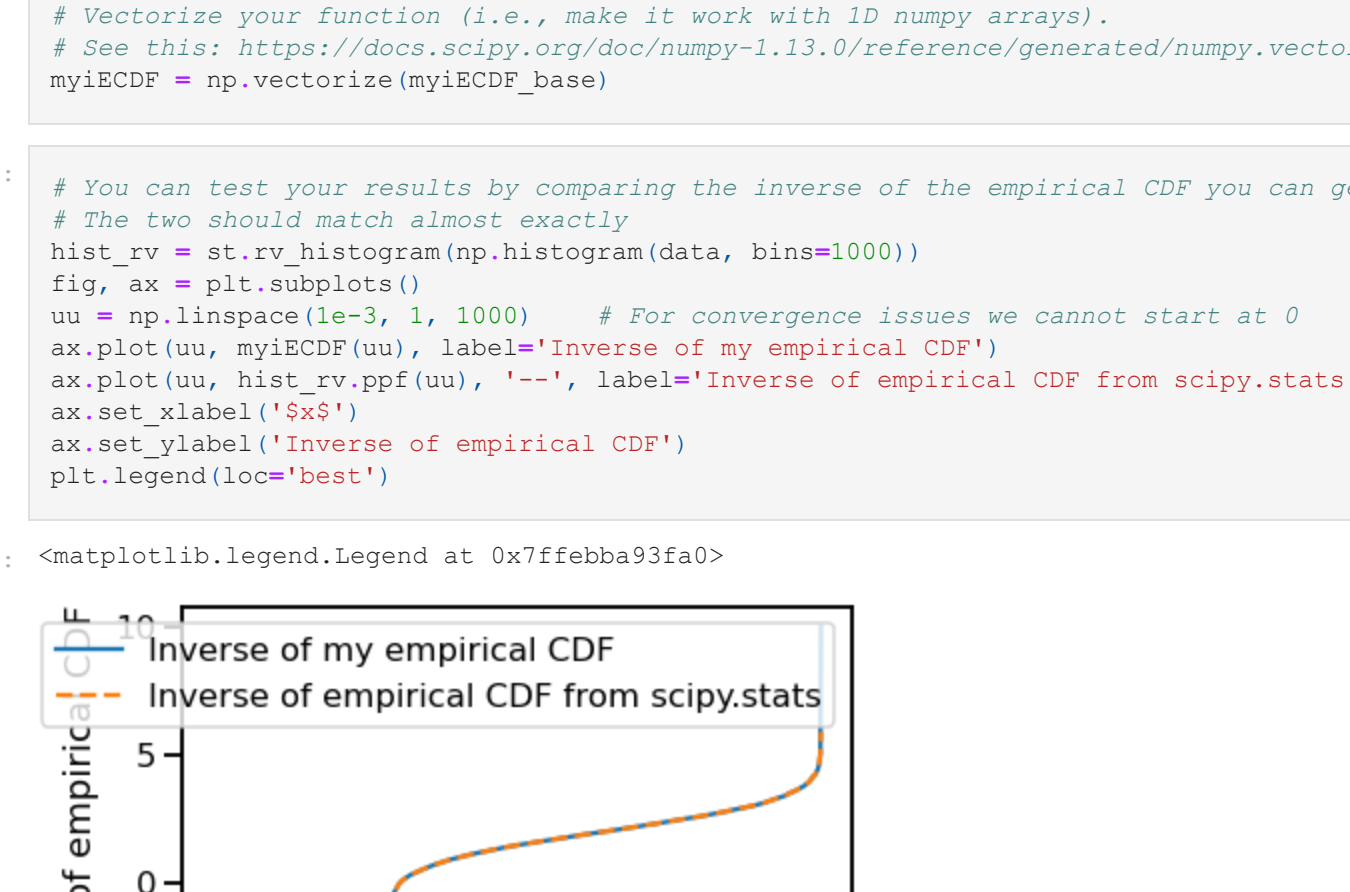 # Vectorize your function (i.e., make it work with 1D numpy arrays).
# See this: https://docs.scipy.org/doc/numpy-1.13.0/reference/generated/numpy.vector
myiECDF = np.vectorize(myiECDF_base)
:
# You can test your results by comparing the inverse of the empirical CDF you can ge
# The two should match almost exactly
hist_rv = st.rv_histogram(np.histogram(data, bins=1000))
fig, ax = plt.subplots()
uu = np.linspace(1e-3, 1, 1000)    # For convergence issues we cannot start at 0
ax.plot(uu, myiECDF(uu), label='Inverse of my empirical CDF')
ax.plot(uu, hist_rv.ppf(uu), '--', label='Inverse of empirical CDF from scipy.stats
ax.set_xlabel('$x$')
ax.set_ylabel('Inverse of empirical CDF')
plt.legend(loc='best')
: <matplotlib.legend.Legend at 0x7ffebba93fa0>
10
Inverse of my empirical CDF
Inverse of empirical CDF from scipy.stats
5
0
of empirical CDF